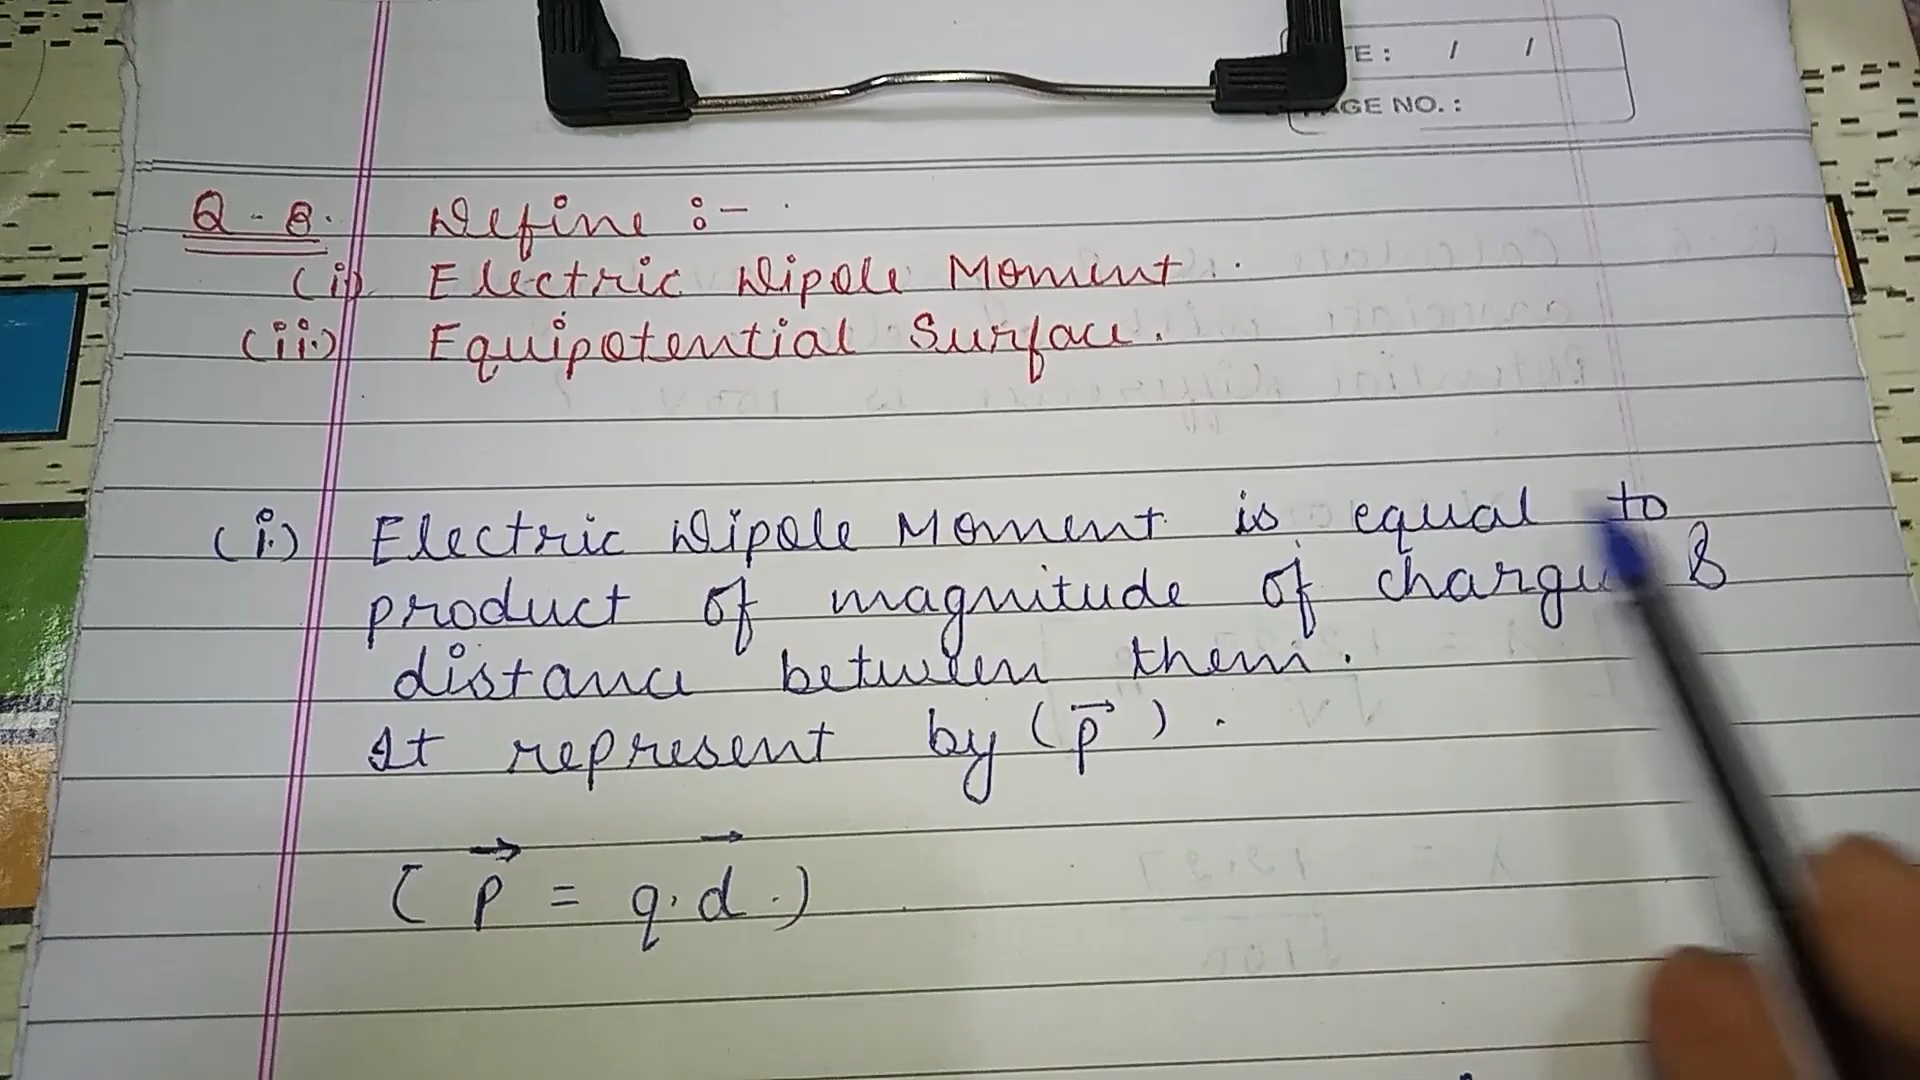 TE: / /
GE NO. :
Q-8. Define :-
(i) Electric Dipole Moment.
(ii.) Equipotential Surface.
(i.) Electric Dipole Moment is equal to
product of magnitude of charge &
distance between them.
It represent by (p⃗).
(p⃗ = q.d⃗.)